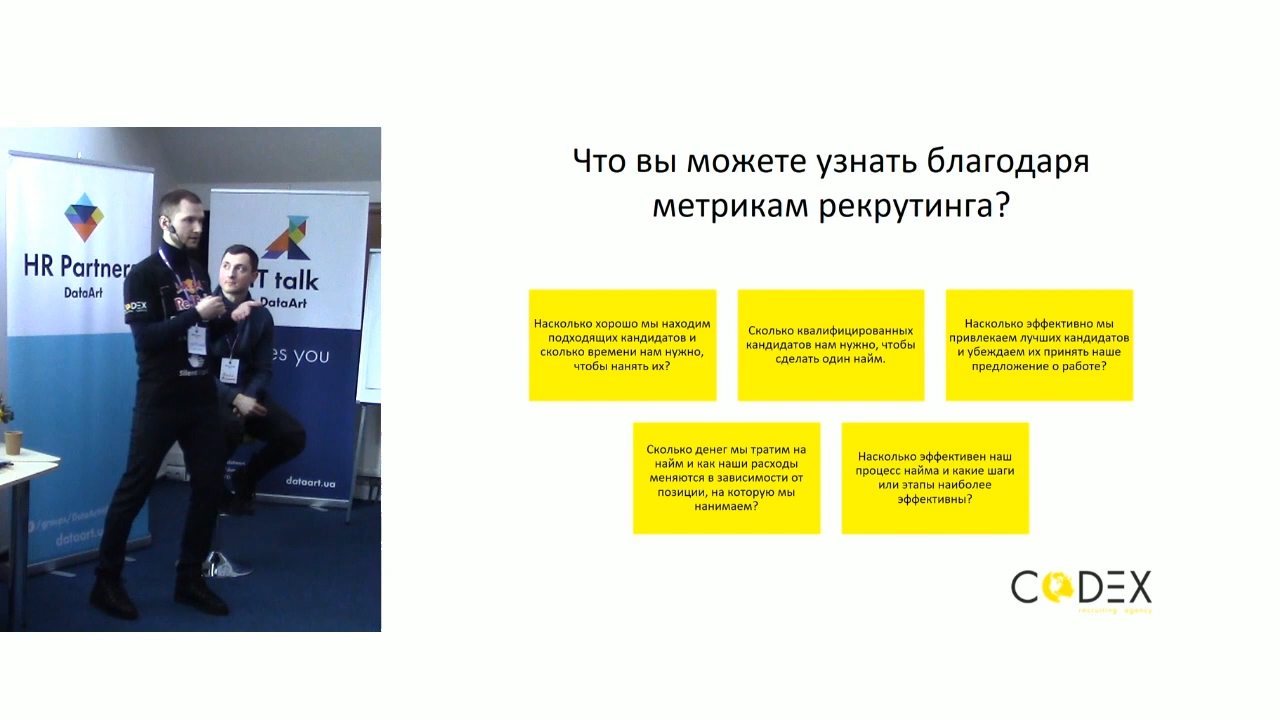 Что вы можете узнать благодаря
метрикам рекрутинга?
Насколько хорошо мы находим
подходящих кандидатов и
сколько времени нам нужно,
чтобы нанять их?
Сколько квалифицированных
кандидатов нам нужно, чтобы
сделать один найм.
Насколько эффективно мы
привлекаем лучших кандидатов
и убеждаем их принять наше
предложение о работе?
Сколько денег мы тратим на
найм и как наши расходы
меняются в зависимости от
позиции, на которую мы
нанимаем?
Насколько эффективен наш
процесс найма и какие шаги
или этапы наиболее
эффективны?
CODEX
recruiting agency
HR Partners
DataArt
IT talk
DataArt
you
dataart.ua